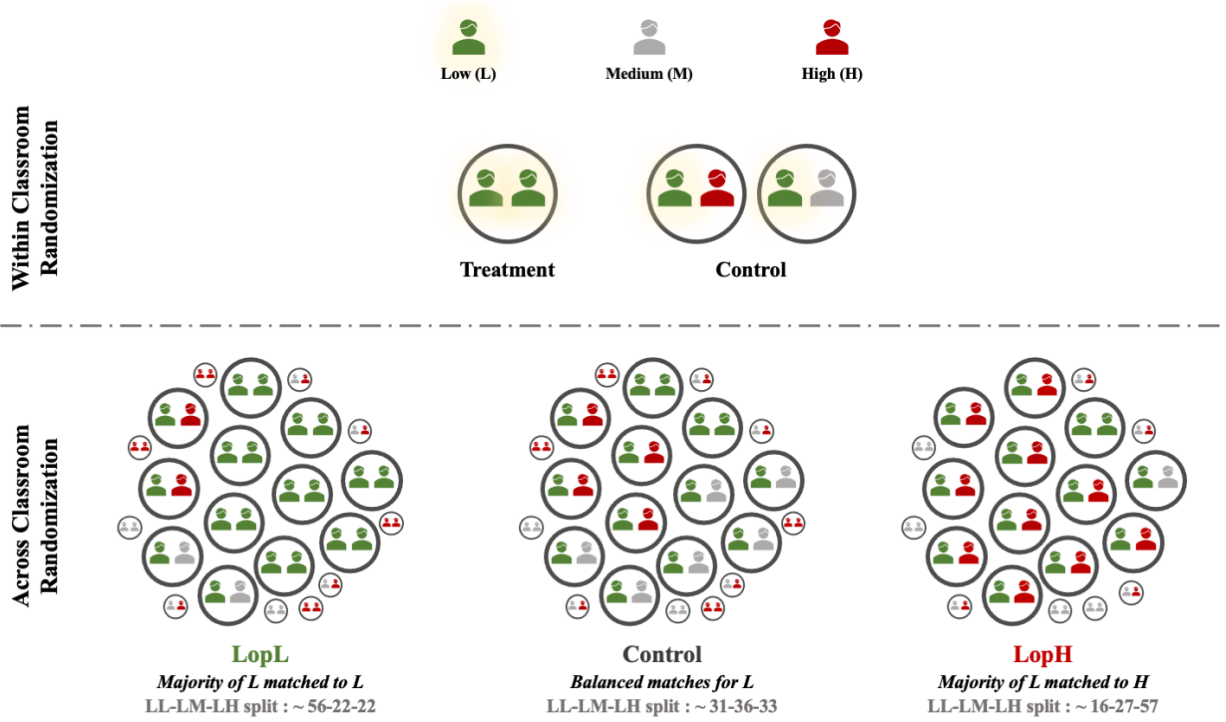 Low (L)
Medium (M)
High (H)
Within Classroom
Randomization
Treatment
Control
Across Classroom
Randomization
LopL
Majority of L matched to L
LL-LM-LH split : ~ 56-22-22
Control
Balanced matches for L
LL-LM-LH split : ~ 31-36-33
LopH
Majority of L matched to H
LL-LM-LH split : ~ 16-27-57